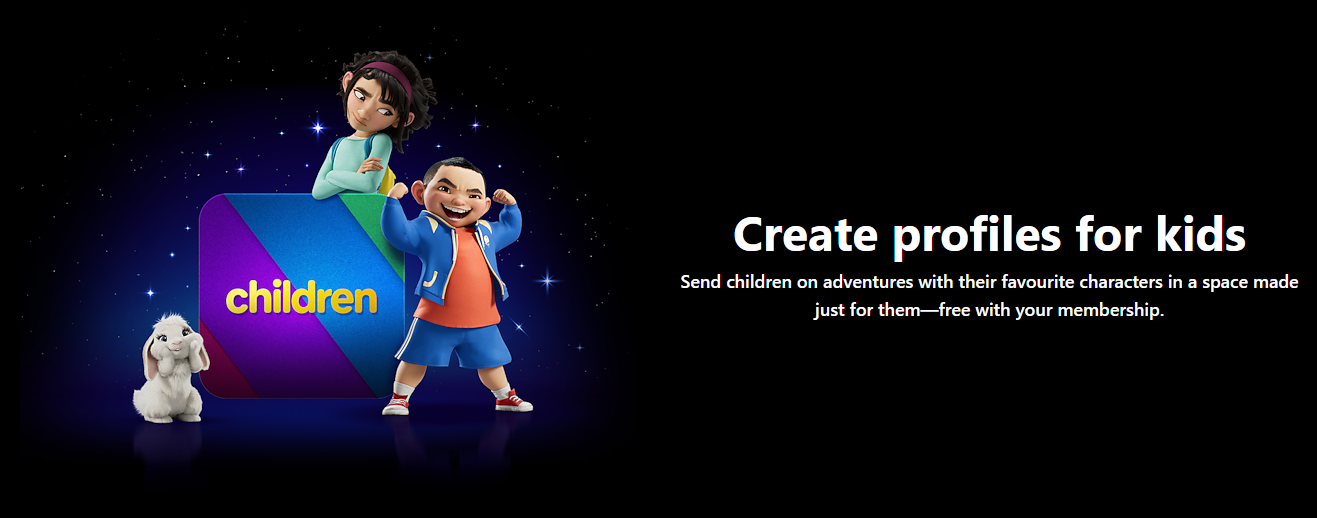 children
Create profiles for kids
Send children on adventures with their favourite characters in a space made
just for them—free with your membership.